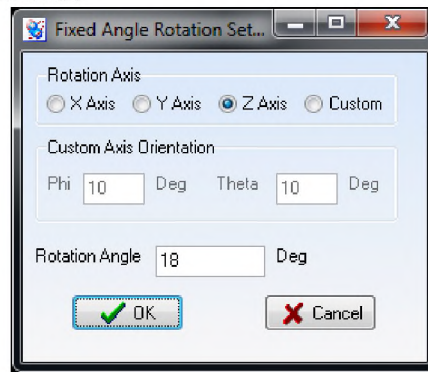 Fixed Angle Rotation Set...
Rotation Axis
X Axis Y Axis Z Axis Custom
Custom Axis Orientation
Phi 10 Deg Theta 10 Deg
Rotation Angle 18 Deg
OK Cancel